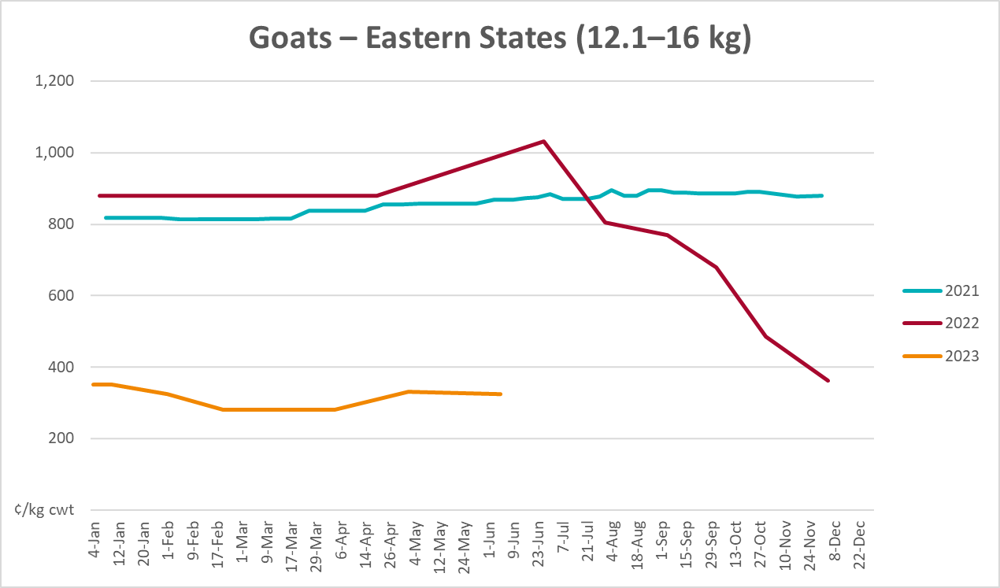 Goats – Eastern States (12.1–16 kg)
1,200
1,000
800
600
400
200
¢/kg cwt
4-Jan
12-Jan
20-Jan
1-Feb
9-Feb
17-Feb
1-Mar
9-Mar
17-Mar
29-Mar
6-Apr
14-Apr
26-Apr
4-May
12-May
24-May
1-Jun
9-Jun
23-Jun
7-Jul
21-Jul
4-Aug
18-Aug
1-Sep
15-Sep
29-Sep
13-Oct
27-Oct
10-Nov
24-Nov
8-Dec
22-Dec
2021
2022
2023